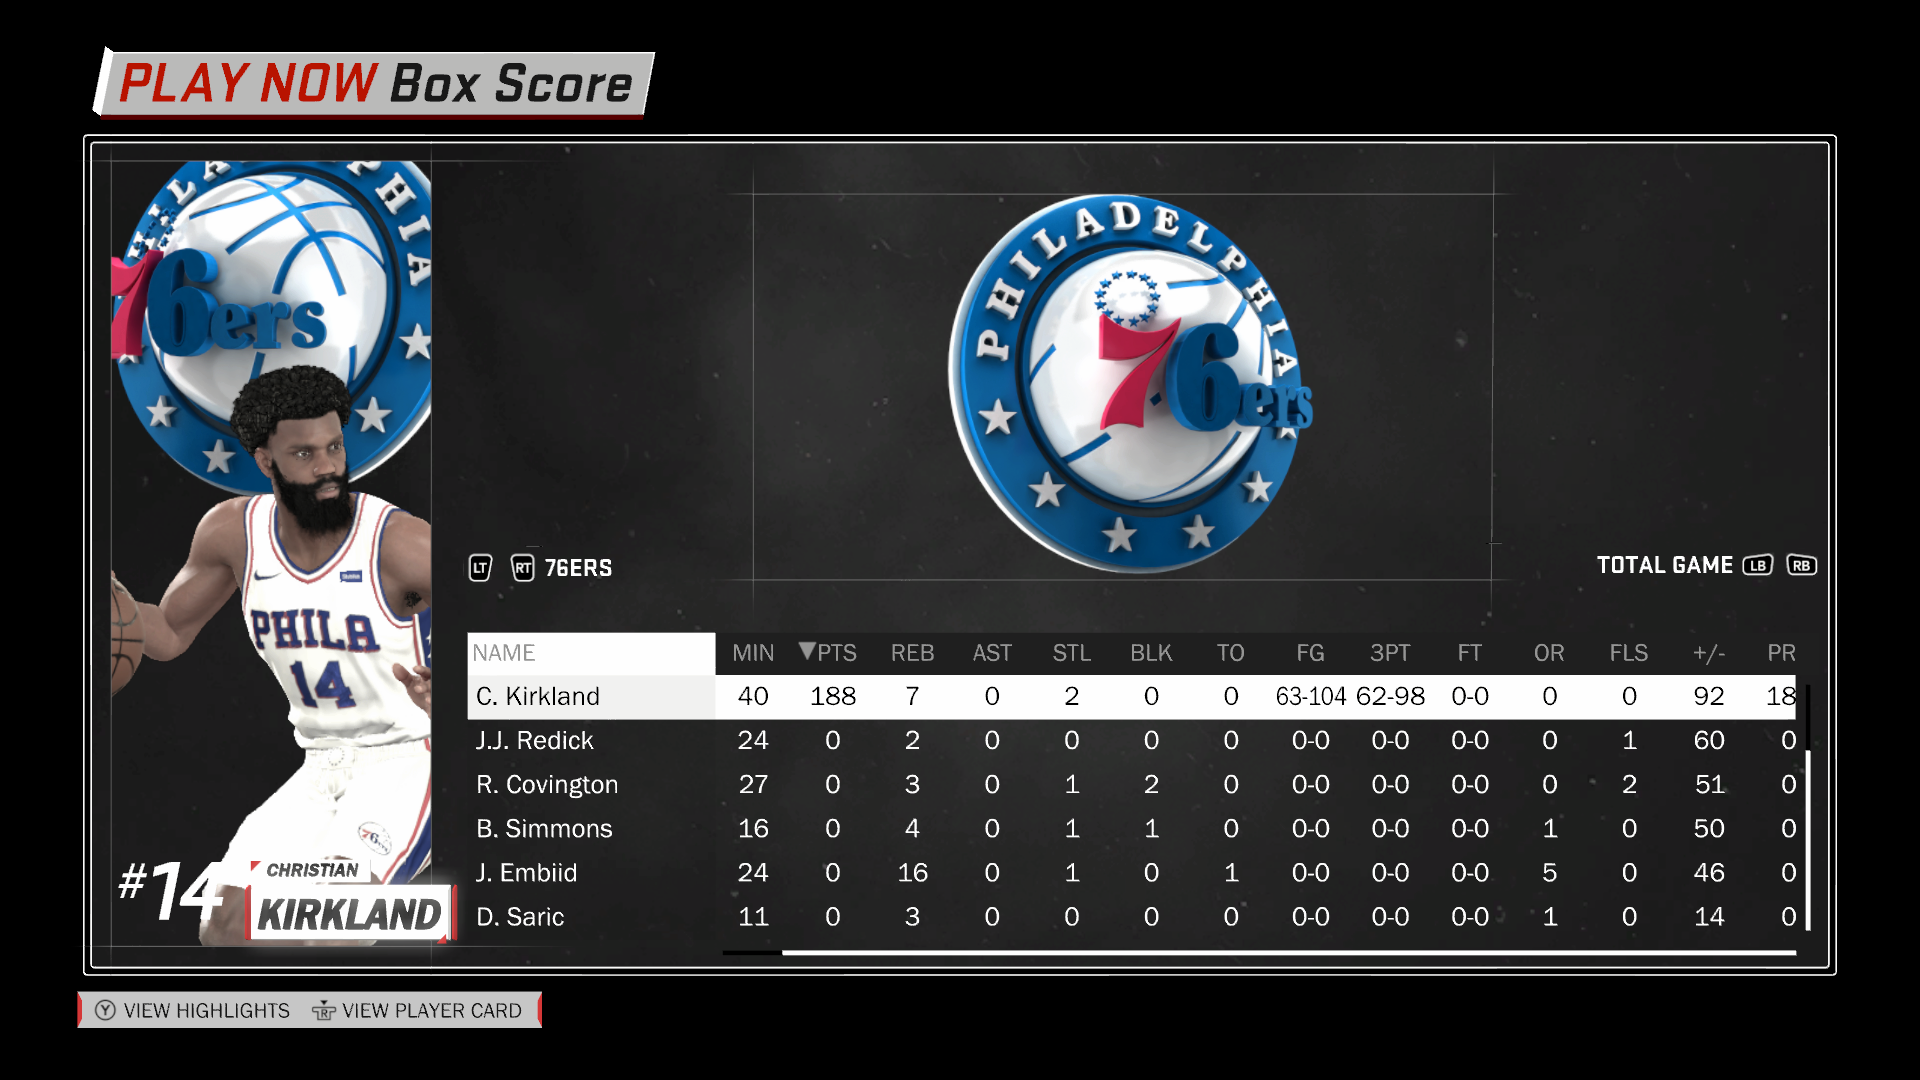 PLAY NOW Box Score
PHILA PHIA
76ers
PHILADELPHIA
76ers
PHILA
14
76
#14
CHRISTIAN
KIRKLAND
LT RT 76ERS
TOTAL GAME LB RB
NAME MIN ▼PTS REB AST STL BLK TO FG 3PT FT OR FLS +/- PR
C. Kirkland 40 188 7 0 2 0 0 63-104 62-98 0-0 0 0 92 18
J.J. Redick 24 0 2 0 0 0 0 0-0 0-0 0-0 0 1 60 0
R. Covington 27 0 3 0 1 2 0 0-0 0-0 0-0 0 2 51 0
B. Simmons 16 0 4 0 1 1 0 0-0 0-0 0-0 1 0 50 0
J. Embiid 24 0 16 0 1 0 1 0-0 0-0 0-0 5 0 46 0
D. Saric 11 0 3 0 0 0 0 0-0 0-0 0-0 1 0 14 0
Y VIEW HIGHLIGHTS R VIEW PLAYER CARD